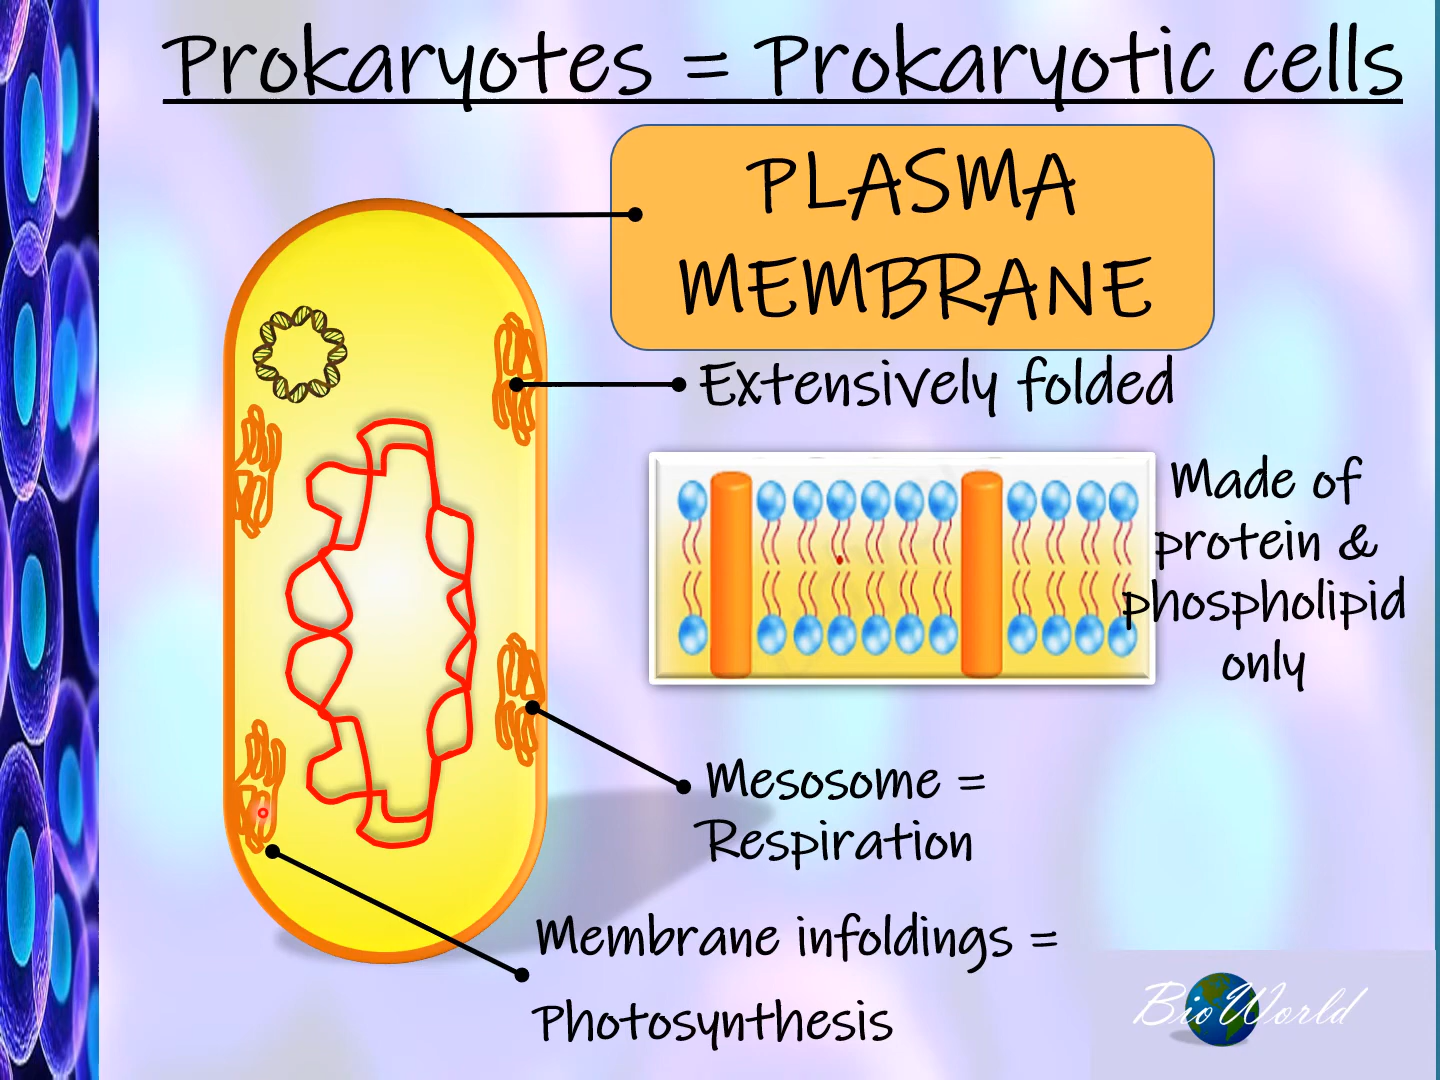 Prokaryotes = Prokaryotic cells
PLASMA
MEMBRANE
Extensively folded
Made of
protein &
phospholipid
only
Mesosome =
Respiration
Membrane infoldings =
Photosynthesis
BioWorld